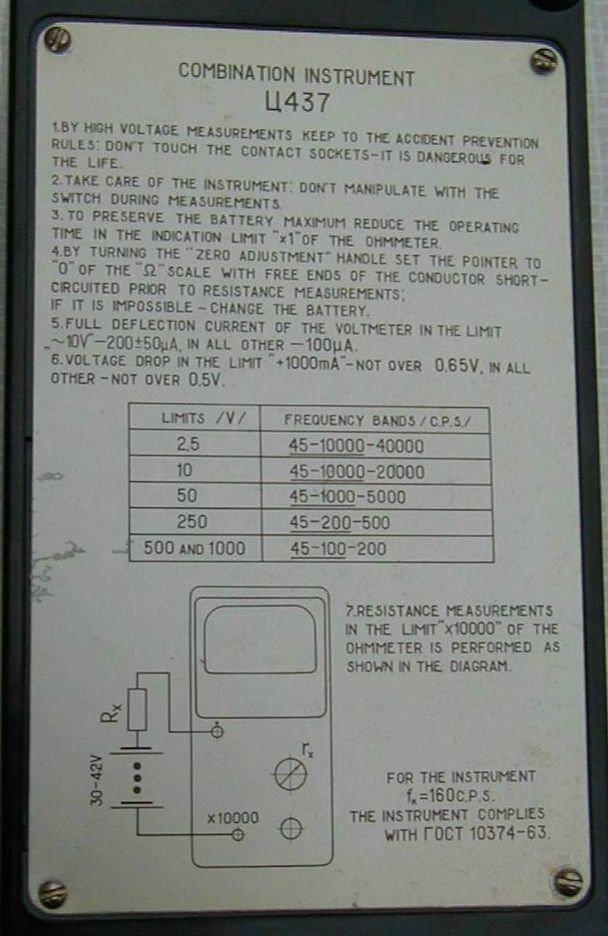 COMBINATION INSTRUMENT
Ц437
1.BY HIGH VOLTAGE MEASUREMENTS KEEP TO THE ACCIDENT PREVENTION
RULES: DON'T TOUCH THE CONTACT SOCKETS-IT IS DANGEROUS FOR
THE LIFE.
2.TAKE CARE OF THE INSTRUMENT: DON'T MANIPULATE WITH THE
SWITCH DURING MEASUREMENTS.
3.TO PRESERVE THE BATTERY MAXIMUM REDUCE THE OPERATING
TIME IN THE INDICATION LIMIT "x1"OF THE OHMMETER.
4.BY TURNING THE "ZERO ADJUSTMENT" HANDLE SET THE POINTER TO
"0"OF THE "Ω"SCALE WITH FREE ENDS OF THE CONDUCTOR SHORT-
CIRCUITED PRIOR TO RESISTANCE MEASUREMENTS;
IF IT IS IMPOSSIBLE - CHANGE THE BATTERY.
5.FULL DEFLECTION CURRENT OF THE VOLTMETER IN THE LIMIT
„~10V"—200±50μA, IN ALL OTHER —100μA.
6.VOLTAGE DROP IN THE LIMIT "+1000mA"-NOT OVER 0.65V, IN ALL
OTHER - NOT OVER 0.5V.
LIMITS /V/ FREQUENCY BANDS /C.P.S./
2,5 45-10000-40000
10 45-10000-20000
50 45-1000-5000
250 45-200-500
500 AND 1000 45-100-200
7.RESISTANCE MEASUREMENTS
IN THE LIMIT"x10000" OF THE
OHMMETER IS PERFORMED AS
SHOWN IN THE DIAGRAM.
Rx
30-42V
rx
x10000
FOR THE INSTRUMENT
fк=160C.P.S.
THE INSTRUMENT COMPLIES
WITH ГОСТ 10374-63.